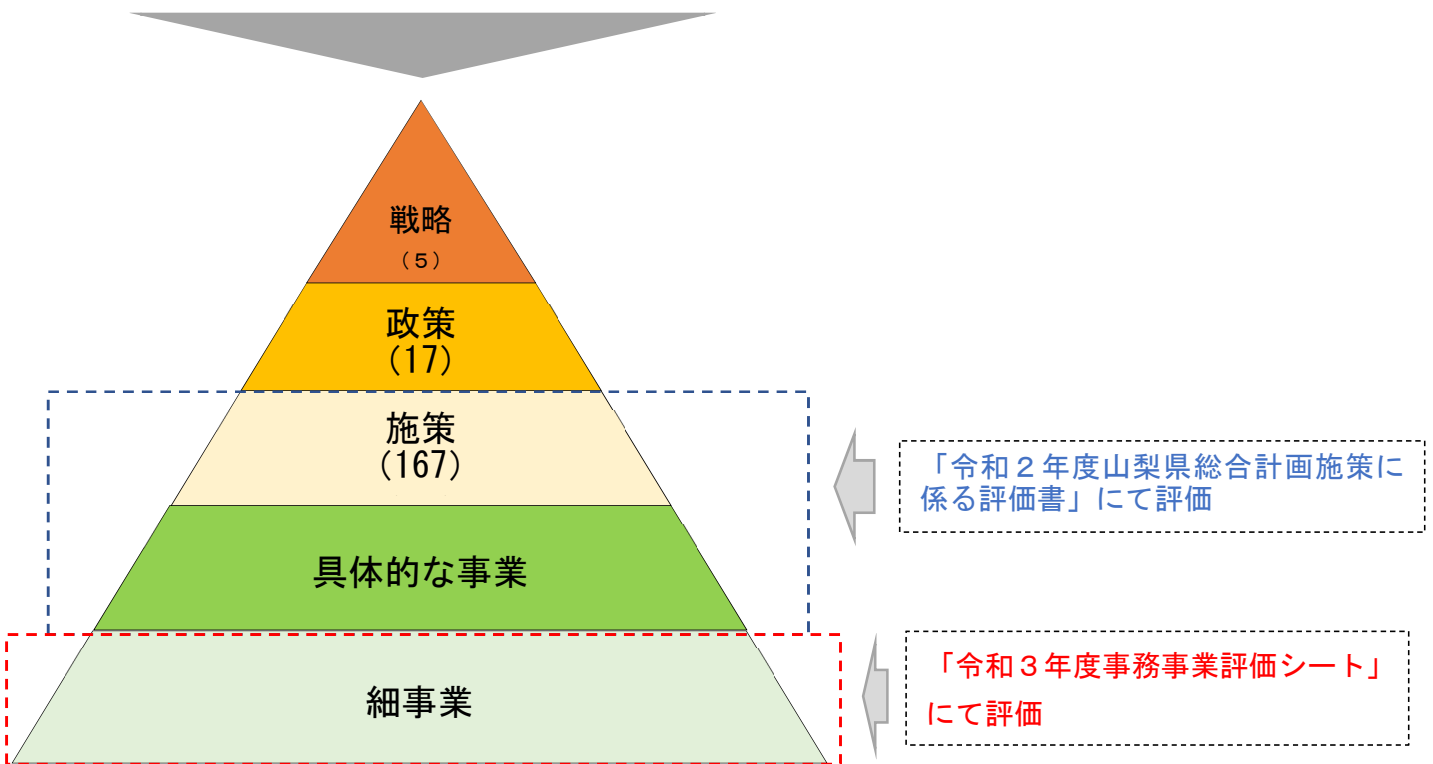 戦略
（５）
政策
(17)
施策
(167)
「令和２年度山梨県総合計画施策に
係る評価書」にて評価
具体的な事業
「令和３年度事務事業評価シート」
にて評価
細事業